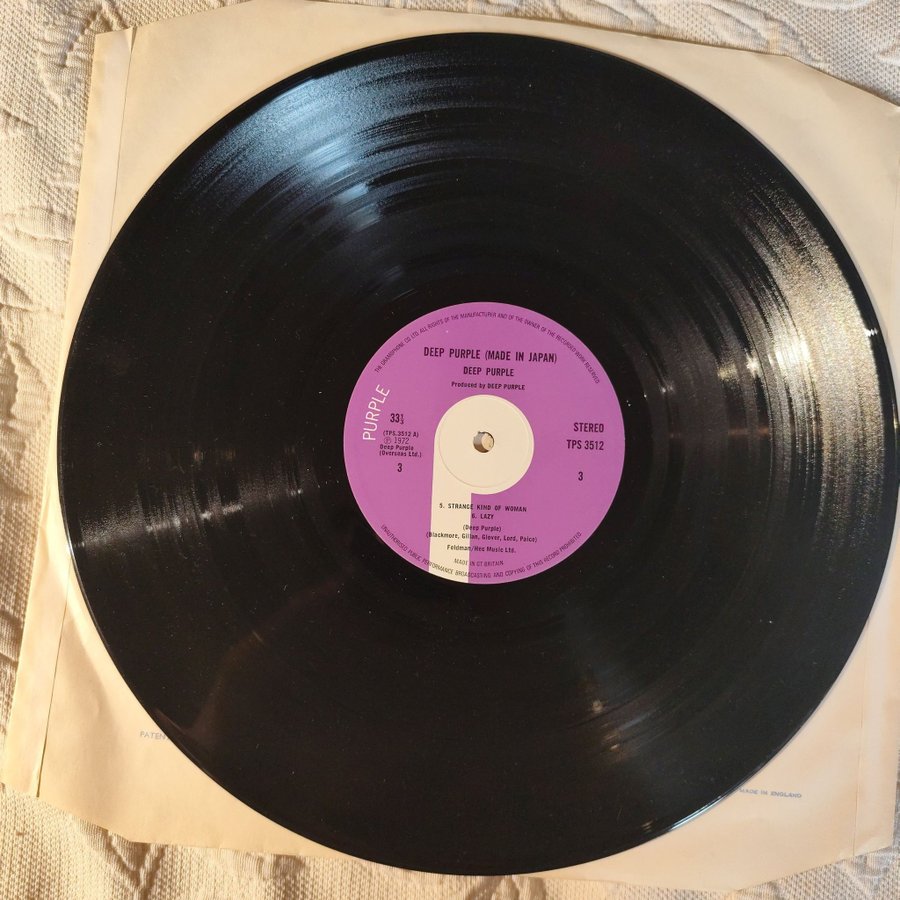 THE GRAMOPHONE CO LTD. ALL RIGHTS OF THE MANUFACTURER AND OF THE OWNER OF THE RECORDED WORK RESERVED
DEEP PURPLE (MADE IN JAPAN)
DEEP PURPLE
Produced by DEEP PURPLE
PURPLE
33⅓
STEREO
(TPS.3512 A)
TPS 3512
℗ 1972
Deep Purple
(Overseas Ltd.)
3
3
5. STRANGE KIND OF WOMAN
6. LAZY
(Deep Purple)
(Blackmore, Gillan, Glover, Lord, Paice)
Feldman/Hec Music Ltd.
MADE IN GT BRITAIN
UNAUTHORISED PUBLIC PERFORMANCE BROADCASTING AND COPYING OF THIS RECORD PROHIBITED
PATEN
MADE IN ENGLAND